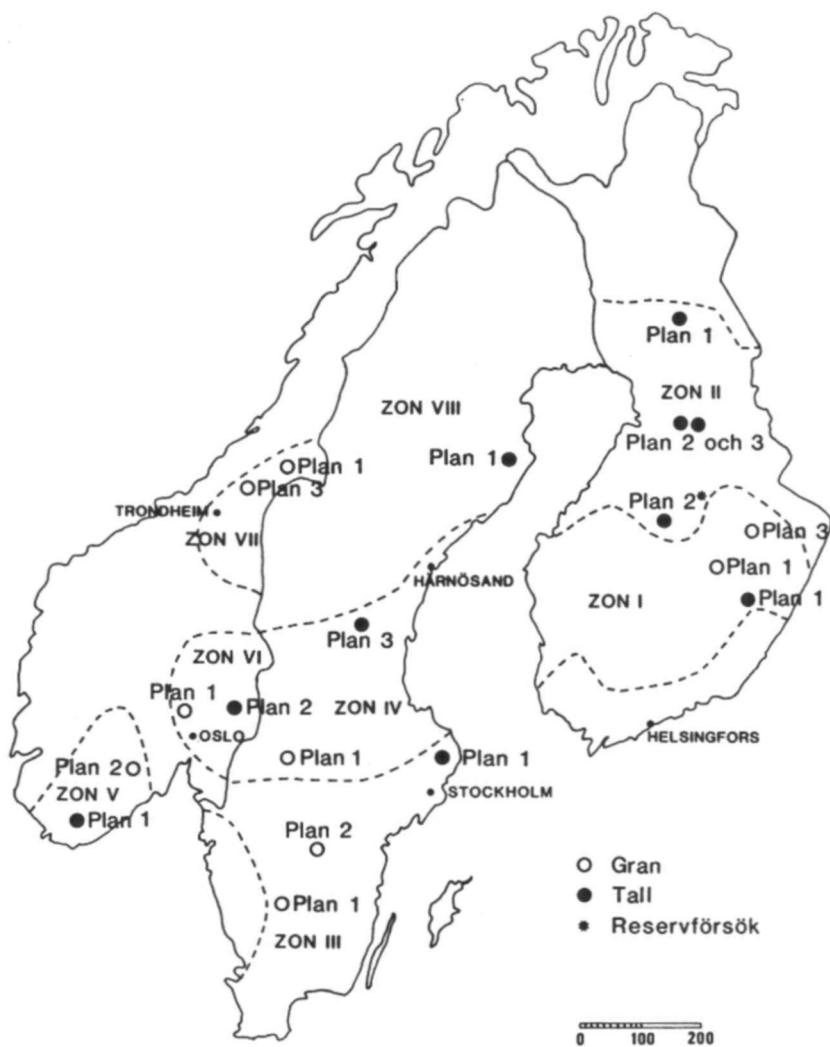 Plan 1
ZON II
ZON VIII
Plan 2 och 3
Plan 1
Plan 1
Plan 3
Plan 2
TRONDHEIM
Plan 3
ZON VII
Plan 1
HÄRNÖSAND
Plan 1
ZON I
Plan 3
ZON VI
Plan 1
Plan 2
ZON IV
OSLO
HELSINGFORS
Plan 1
Plan 1
Plan 2
STOCKHOLM
ZON V
Plan 1
Plan 2
Gran
Tall
Plan 1
Reservförsök
ZON III
0 100 200